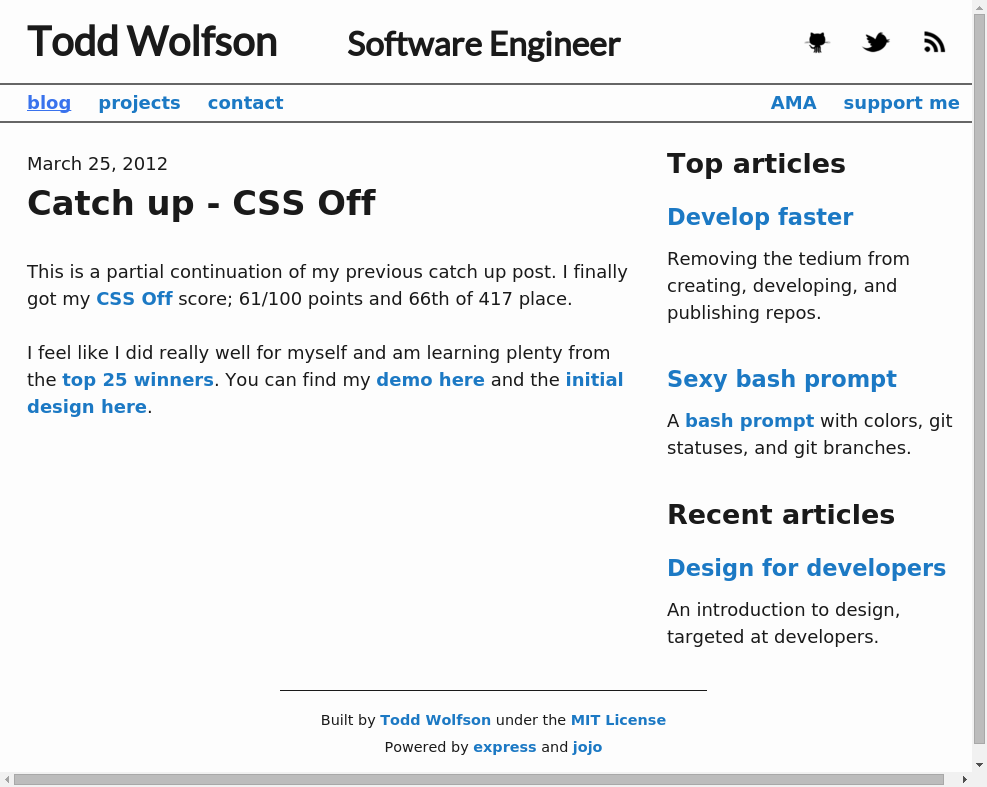 Todd Wolfson
Software Engineer
blog projects contact AMA support me
March 25, 2012
Catch up - CSS Off
This is a partial continuation of my previous catch up post. I finally
got my CSS Off score; 61/100 points and 66th of 417 place.
I feel like I did really well for myself and am learning plenty from
the top 25 winners. You can find my demo here and the initial
design here.
Top articles
Develop faster
Removing the tedium from
creating, developing, and
publishing repos.
Sexy bash prompt
A bash prompt with colors, git
statuses, and git branches.
Recent articles
Design for developers
An introduction to design,
targeted at developers.
Built by Todd Wolfson under the MIT License
Powered by express and jojo